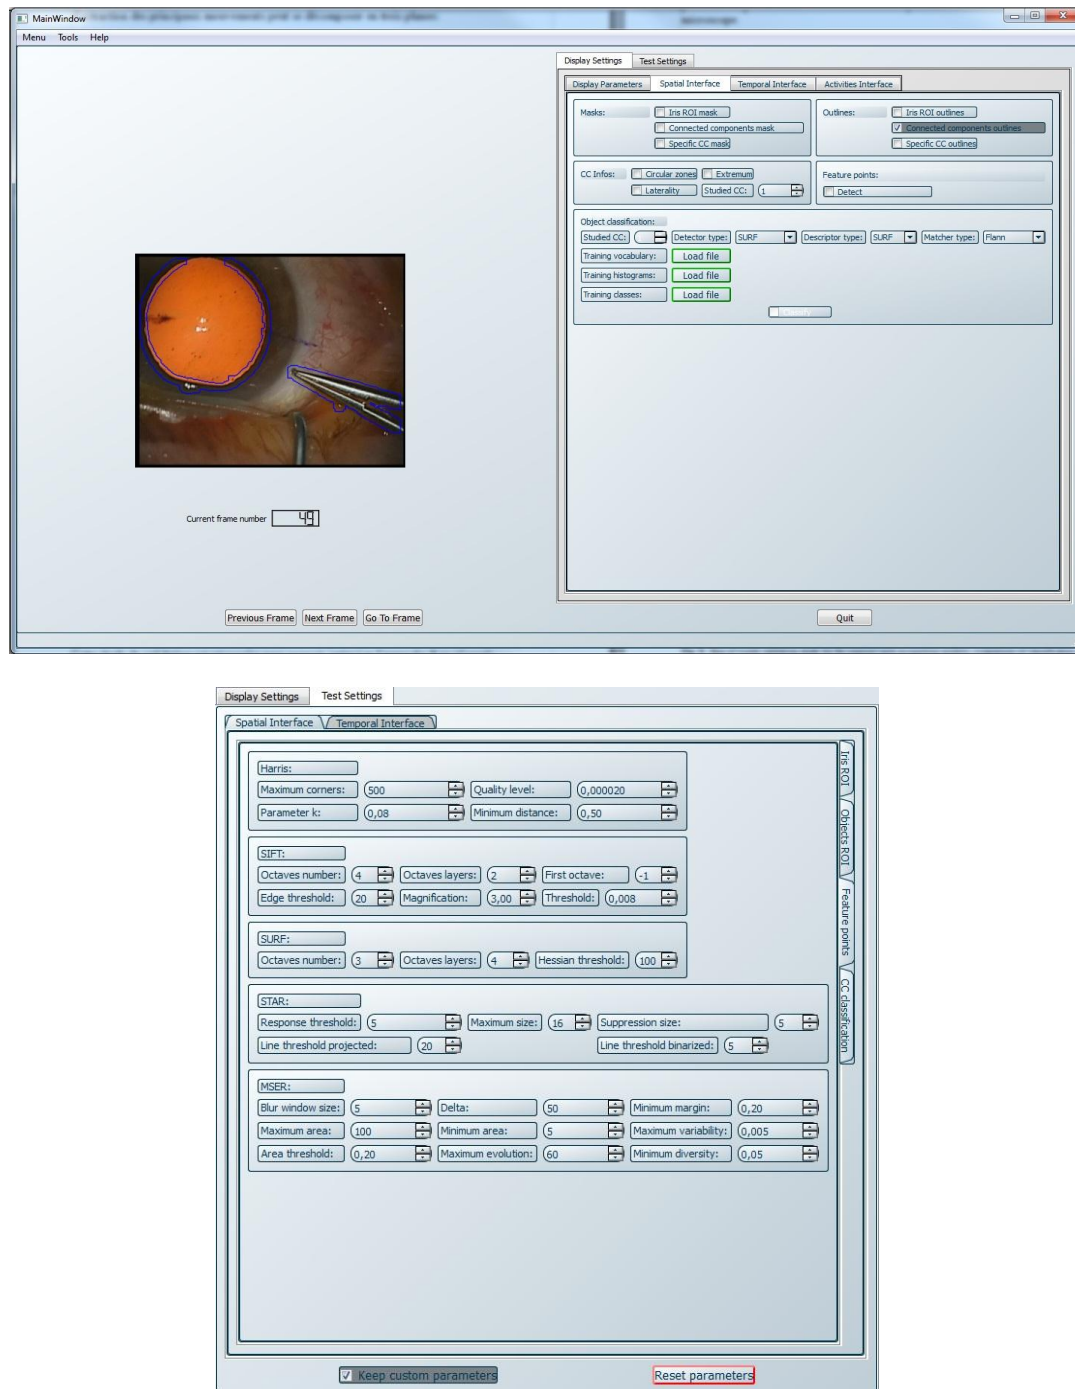 MainWindow
Menu Tools Help
Display Settings Test Settings
Display Parameters Spatial Interface Temporal Interface Activities Interface
Masks: Iris ROI mask Outlines: Iris ROI outlines
Connected components mask Connected components outlines
Specific CC mask Specific CC outlines
CC Infos: Circular zones Extremum Feature points:
Laterality Studied CC: 1 Detect
Object classification:
Studied CC: Detector type: SURF Descriptor type: SURF Matcher type: Flann
Training vocabulary: Load file
Training histograms: Load file
Training classes: Load file
Current frame number 49
Previous Frame Next Frame Go To Frame Quit
Display Settings Test Settings
Spatial Interface Temporal Interface
Iris ROI
Objects ROI
Feature points
CC classification
Harris:
Maximum corners: 500 Quality level: 0,000020
Parameter k: 0,08 Minimum distance: 0,50
SIFT:
Octaves number: 4 Octaves layers: 2 First octave: -1
Edge threshold: 20 Magnification: 3,00 Threshold: 0,008
SURF:
Octaves number: 3 Octaves layers: 4 Hessian threshold: 100
STAR:
Response threshold: 5 Maximum size: 16 Suppression size: 5
Line threshold projected: 20 Line threshold binarized: 5
MSER:
Blur window size: 5 Delta: 50 Minimum margin: 0,20
Maximum area: 100 Minimum area: 5 Maximum variability: 0,005
Area threshold: 0,20 Maximum evolution: 60 Minimum diversity: 0,05
Keep custom parameters Reset parameters